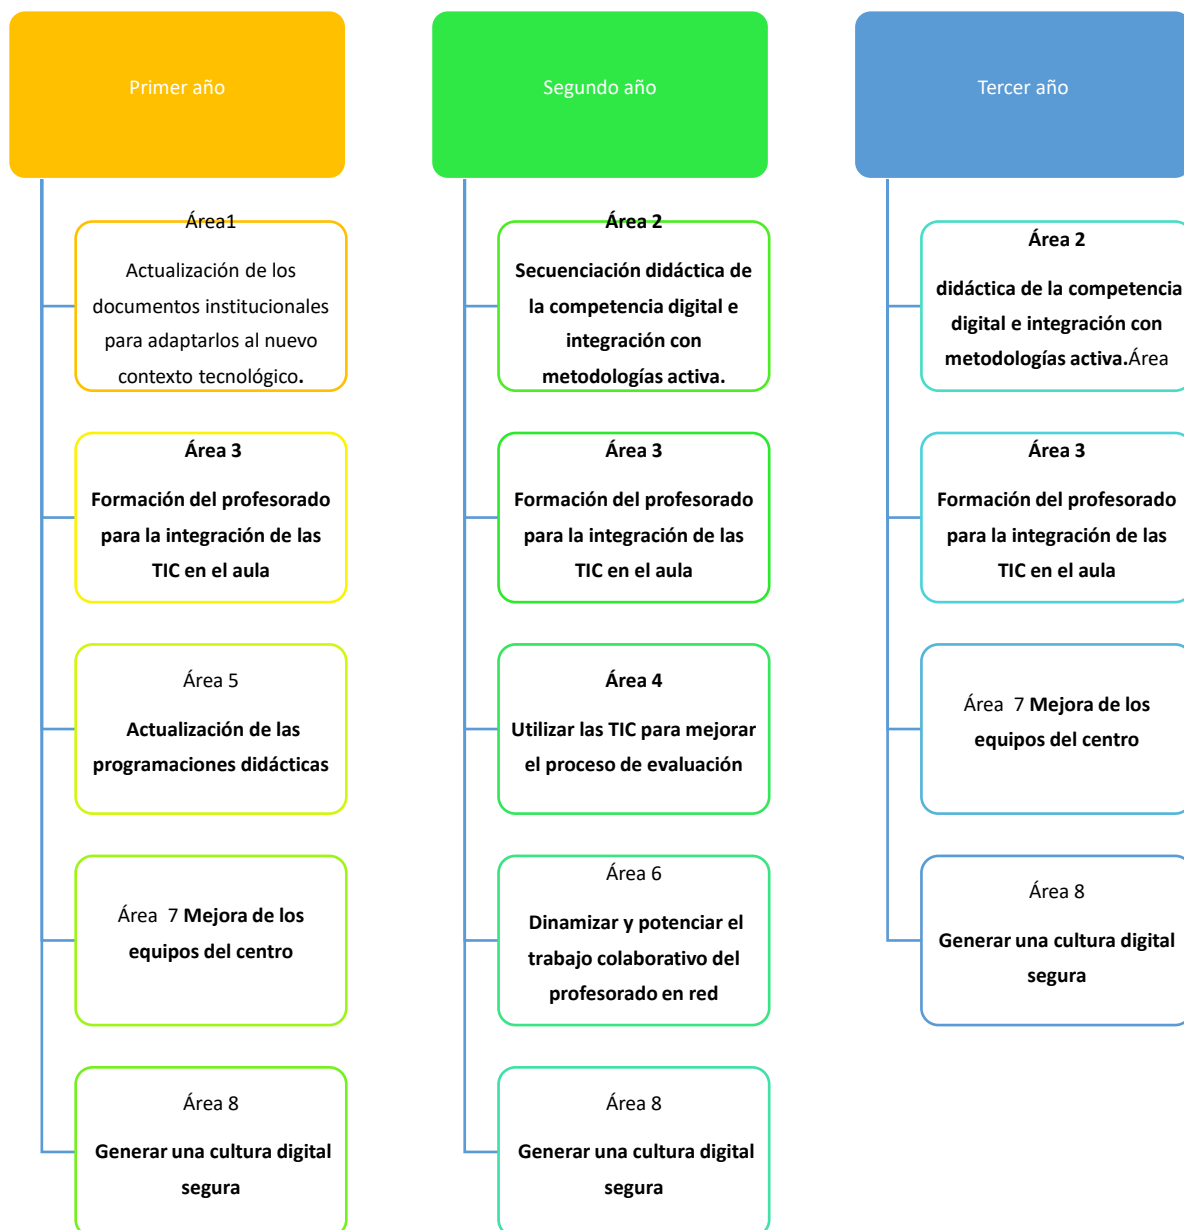 Primer año
Área1
Actualización de los
documentos institucionales
para adaptarlos al nuevo
contexto tecnológico.
Área 3
Formación del profesorado
para la integración de las
TIC en el aula
Área 5
Actualización de las
programaciones didácticas
Área  7 Mejora de los
equipos del centro
Área 8
Generar una cultura digital
segura
Segundo año
Área 2
Secuenciación didáctica de
la competencia digital e
integración con
metodologías activa.
Área 3
Formación del profesorado
para la integración de las
TIC en el aula
Área 4
Utilizar las TIC para mejorar
el proceso de evaluación
Área 6
Dinamizar y potenciar el
trabajo colaborativo del
profesorado en red
Área 8
Generar una cultura digital
segura
Tercer año
Área 2
didáctica de la competencia
digital e integración con
metodologías activa.Área
Área 3
Formación del profesorado
para la integración de las
TIC en el aula
Área  7 Mejora de los
equipos del centro
Área 8
Generar una cultura digital
segura